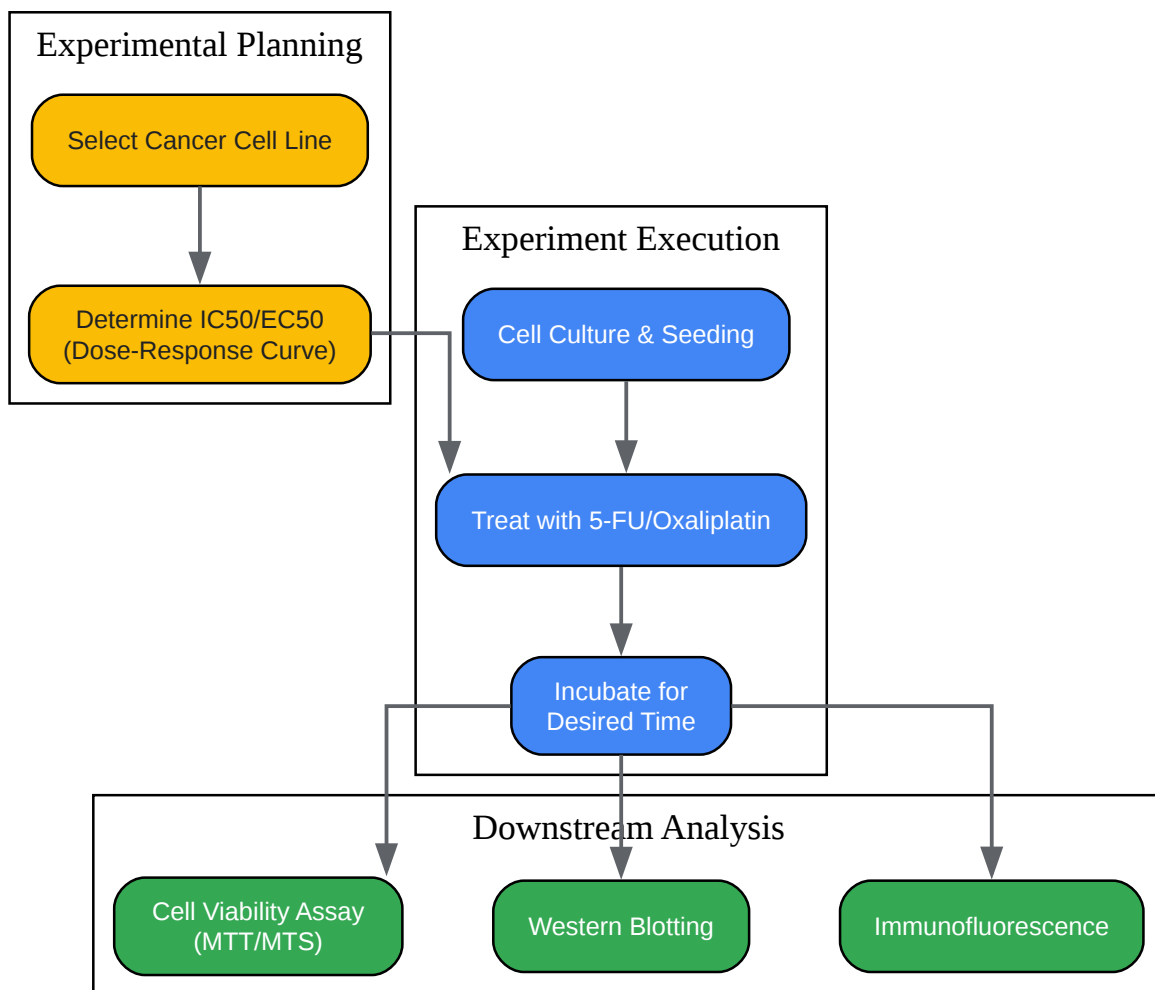 Experimental Planning
Select Cancer Cell Line
Determine IC50/EC50
(Dose-Response Curve)
Experiment Execution
Cell Culture & Seeding
Treat with 5-FU/Oxaliplatin
Incubate for
Desired Time
Downstream Analysis
Cell Viability Assay
(MTT/MTS)
Western Blotting
Immunofluorescence